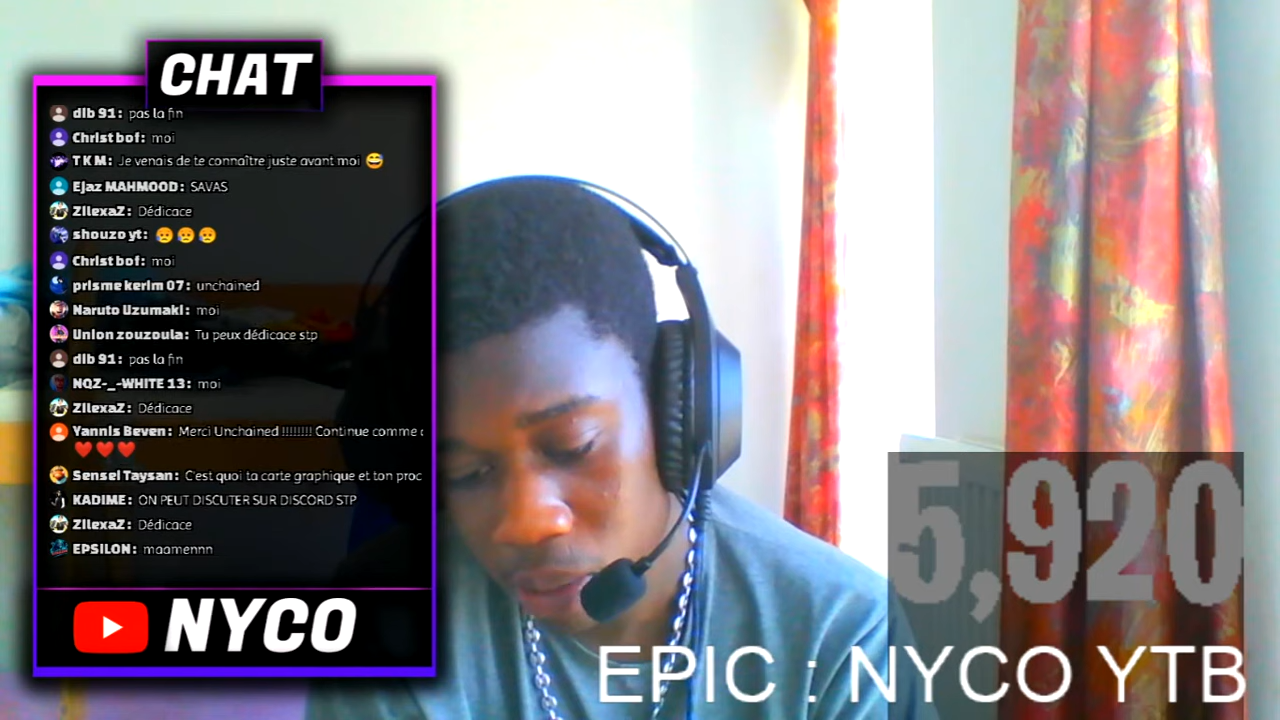 CHAT
dib 91: pas la fin
Christ bof: moi
T K M: Je venais de te connaître juste avant moi 😅
Ejaz MAHMOOD: SAVAS
ZilexaZ: Dédicace
shouzo yt: 😥😥😥
Christ bof: moi
prisme kerim 07: unchained
Naruto Uzumaki: moi
Union zouzoula: Tu peux dédicace stp
dib 91: pas la fin
NQZ-_-WHITE 13: moi
ZilexaZ: Dédicace
Yannis Beven: Merci Unchained !!!!!!!! Continue comme
❤️❤️❤️
Sensei Taysan: C'est quoi ta carte graphique et ton proc
KADIME: ON PEUT DISCUTER SUR DISCORD STP
ZilexaZ: Dédicace
EPSILON: maamennn
NYCO
5,920
EPIC : NYCO YTB